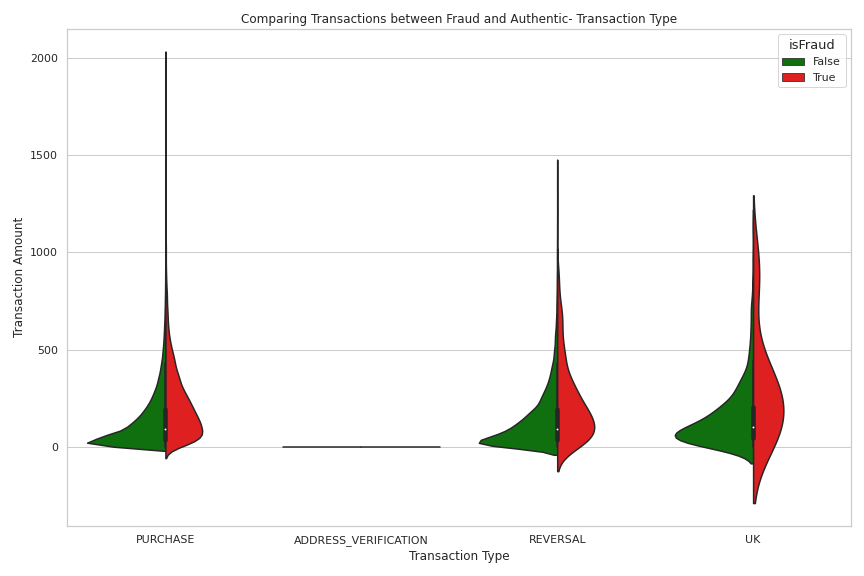 Comparing Transactions between Fraud and Authentic- Transaction Type
isFraud
False
True
Transaction Amount
2000
1500
1000
500
0
PURCHASE
ADDRESS_VERIFICATION
REVERSAL
UK
Transaction Type